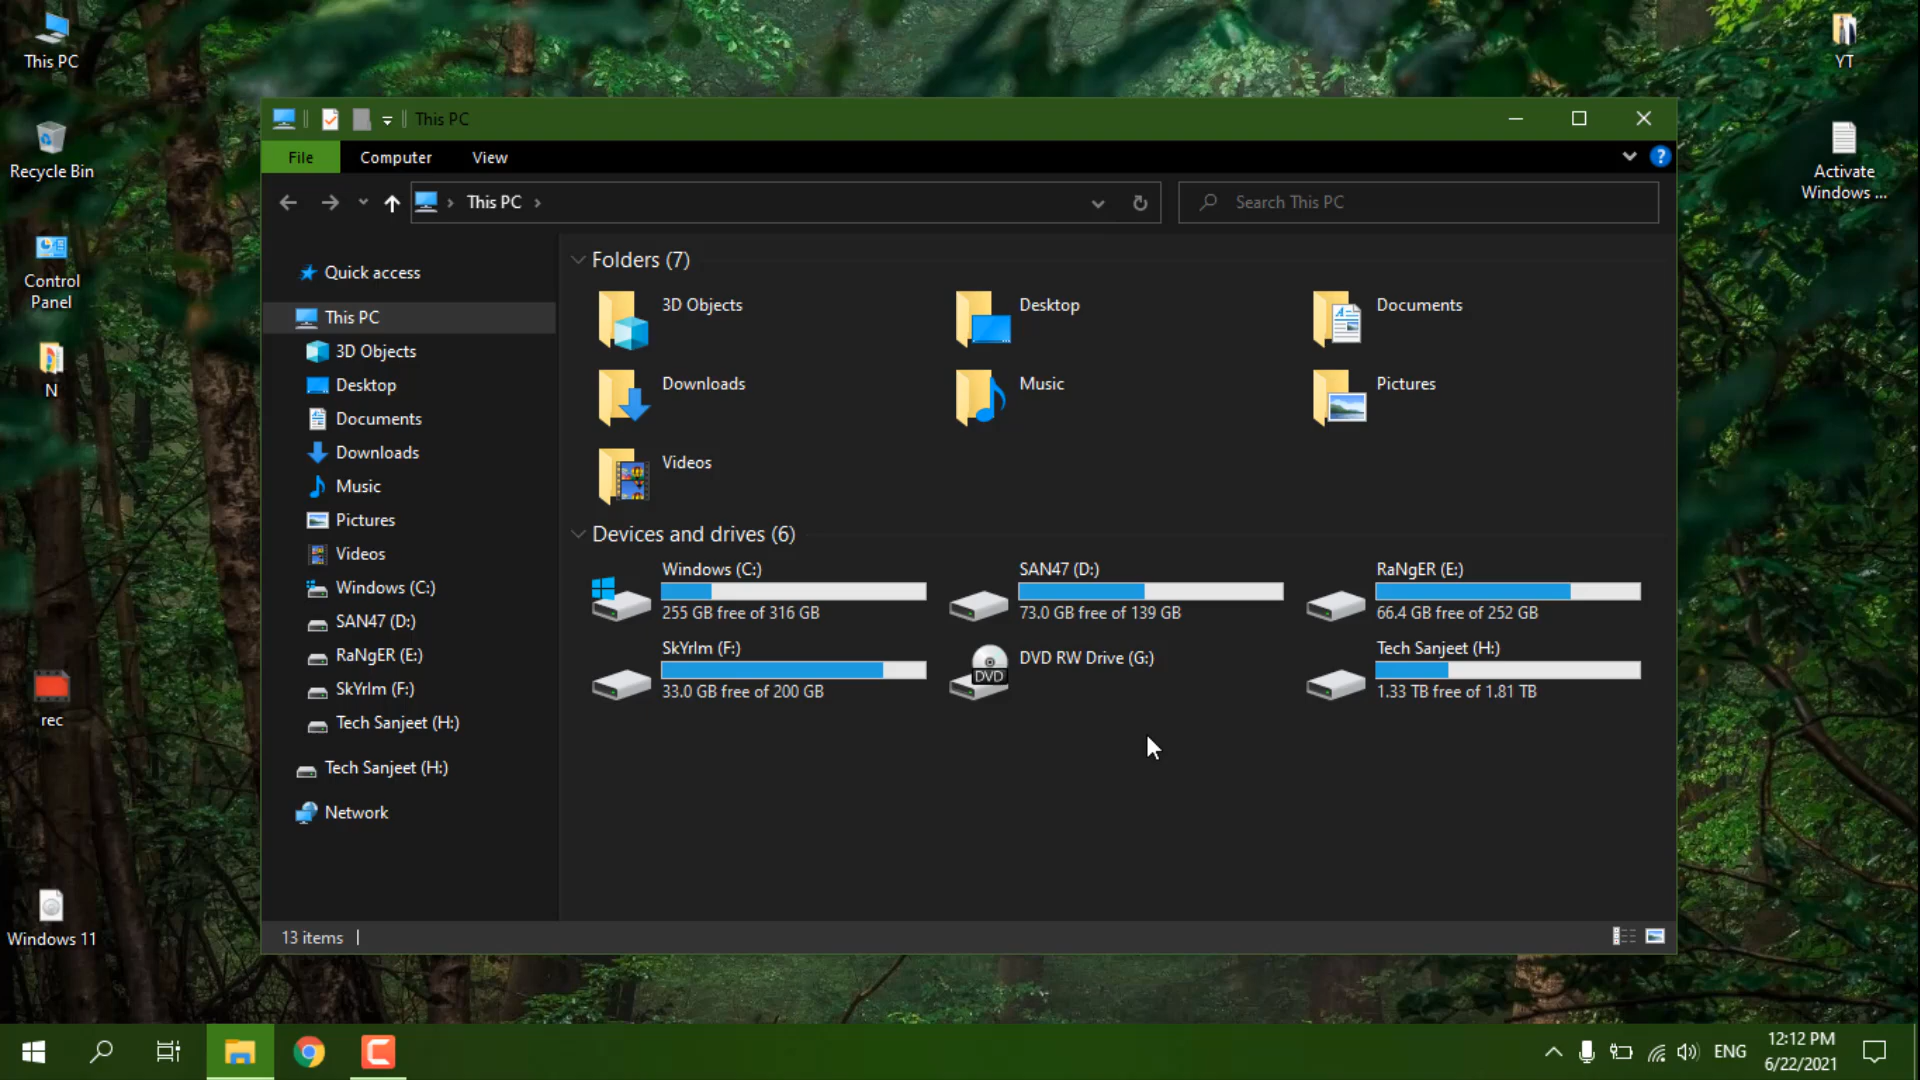 This PC
Recycle Bin
Control
Panel
N
rec
Windows 11
YT
Activate
Windows ...
This PC
File
Computer
View
This PC
Search This PC
Quick access
This PC
3D Objects
Desktop
Documents
Downloads
Music
Pictures
Videos
Windows (C:)
SAN47 (D:)
RaNgER (E:)
SkYrIm (F:)
Tech Sanjeet (H:)
Tech Sanjeet (H:)
Network
Folders (7)
3D Objects
Desktop
Documents
Downloads
Music
Pictures
Videos
Devices and drives (6)
Windows (C:)
255 GB free of 316 GB
SAN47 (D:)
73.0 GB free of 139 GB
RaNgER (E:)
66.4 GB free of 252 GB
SkYrIm (F:)
33.0 GB free of 200 GB
DVD
DVD RW Drive (G:)
Tech Sanjeet (H:)
1.33 TB free of 1.81 TB
13 items
ENG
12:12 PM
6/22/2021